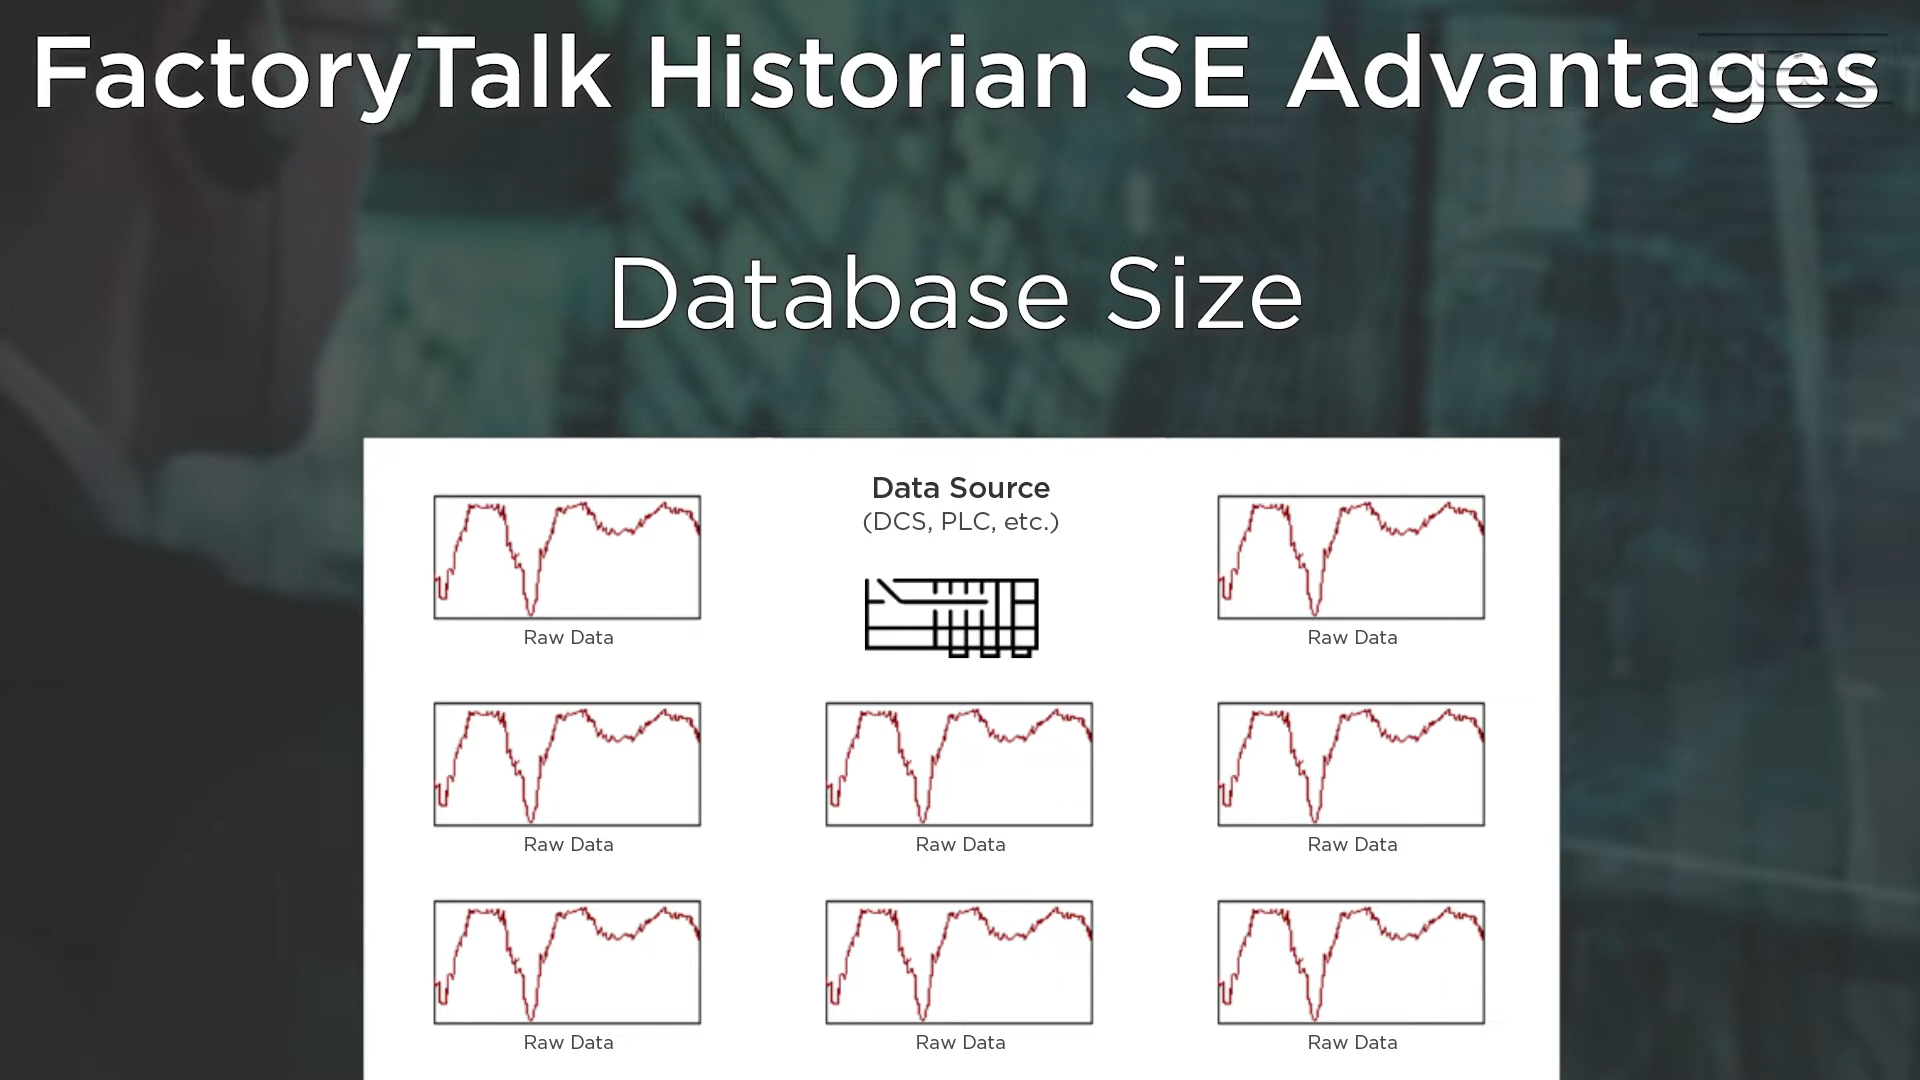 FactoryTalk Historian SE Advantages
Database Size
Data Source
(DCS, PLC, etc.)
Raw Data
Raw Data
Raw Data
Raw Data
Raw Data
Raw Data
Raw Data
Raw Data